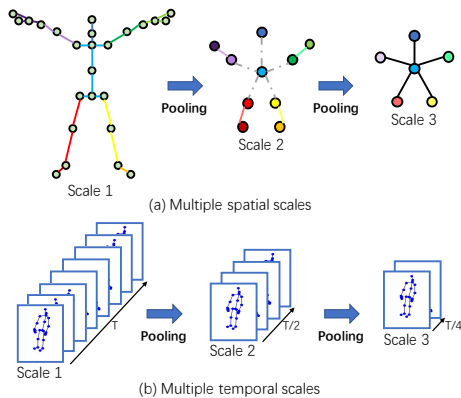 Pooling
Pooling
Scale 1
Scale 2
Scale 3
(a) Multiple spatial scales
T
T/2
T/4
Pooling
Pooling
Scale 1
Scale 2
Scale 3
(b) Multiple temporal scales